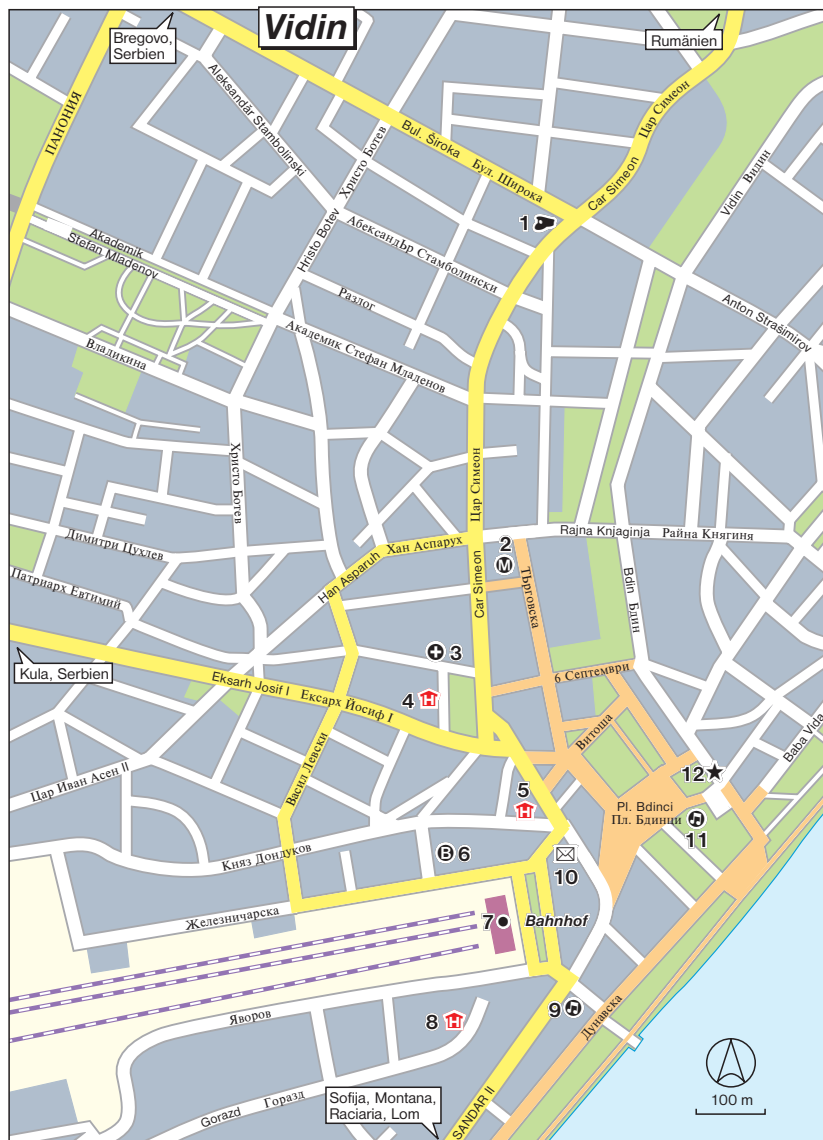 Vidin
Bregovo,
Serbien
Rumänien
ПАНОНИЯ
Aleksandǎr Stambolinski
Христо Ботев
Hristo Botev
Bul. Široka
Бул. Широка
Цар Симеон
Car Simeon
Vidin Видин
1
Akademik
Stefan Mladenov
Абександър Стамболински
Разлог
Anton Strašimirov
Владикина
Академик Стефан Младенов
Христо Ботев
Цар Симеон
Димитри Цухлев
Han Asparuh
Хан Аспарух
2
M
Rajna Knjaginja
Райна Княгиня
Патриарх Евтимий
Car Simeon
Търговска
Bdin Бдин
3
Kula, Serbien
Eksarh Josif I
Ексарх Йосиф I
4
H
6 Септември
Витоша
Baba Vida
Цар Иван Асен II
Васил Левски
5
H
12
Pl. Bdinci
Пл. Бдинци
11
Княз Дондуков
B
6
10
Железничарска
7
Bahnhof
Яворов
8
H
9
Дунавска
Gorazd
Горазд
Sofija, Montana,
Raciaria, Lom
SANDAR II
100 m